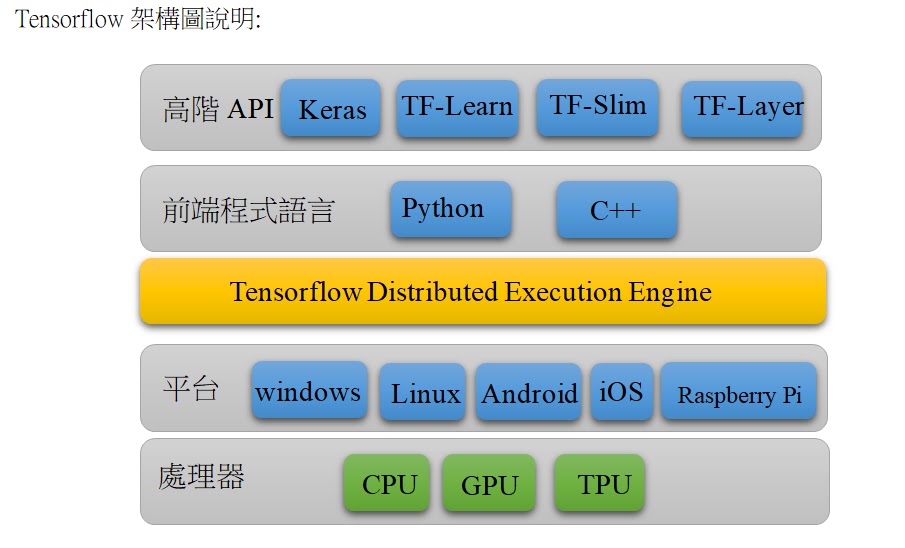 Tensorflow 架構圖說明:
高階 API Keras TF-Learn TF-Slim TF-Layer
前端程式語言 Python C++
Tensorflow Distributed Execution Engine
平台 windows Linux Android iOS Raspberry Pi
處理器 CPU GPU TPU